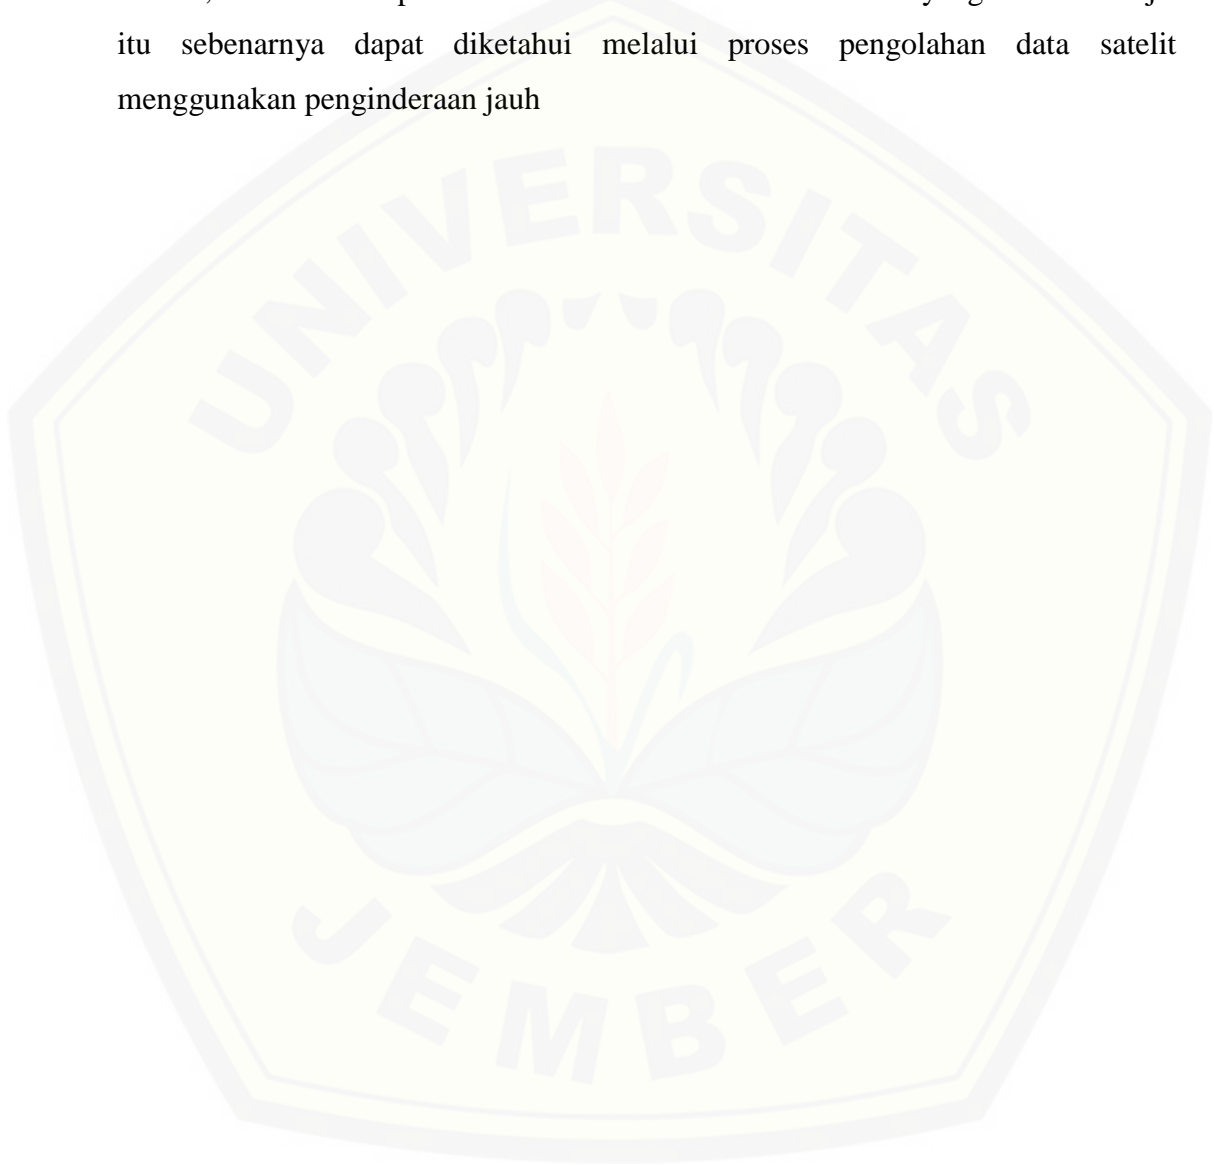 itu sebenarnya dapat diketahui melalui proses pengolahan data satelit
menggunakan penginderaan jauh
UNIVERSITAS
JEMBER